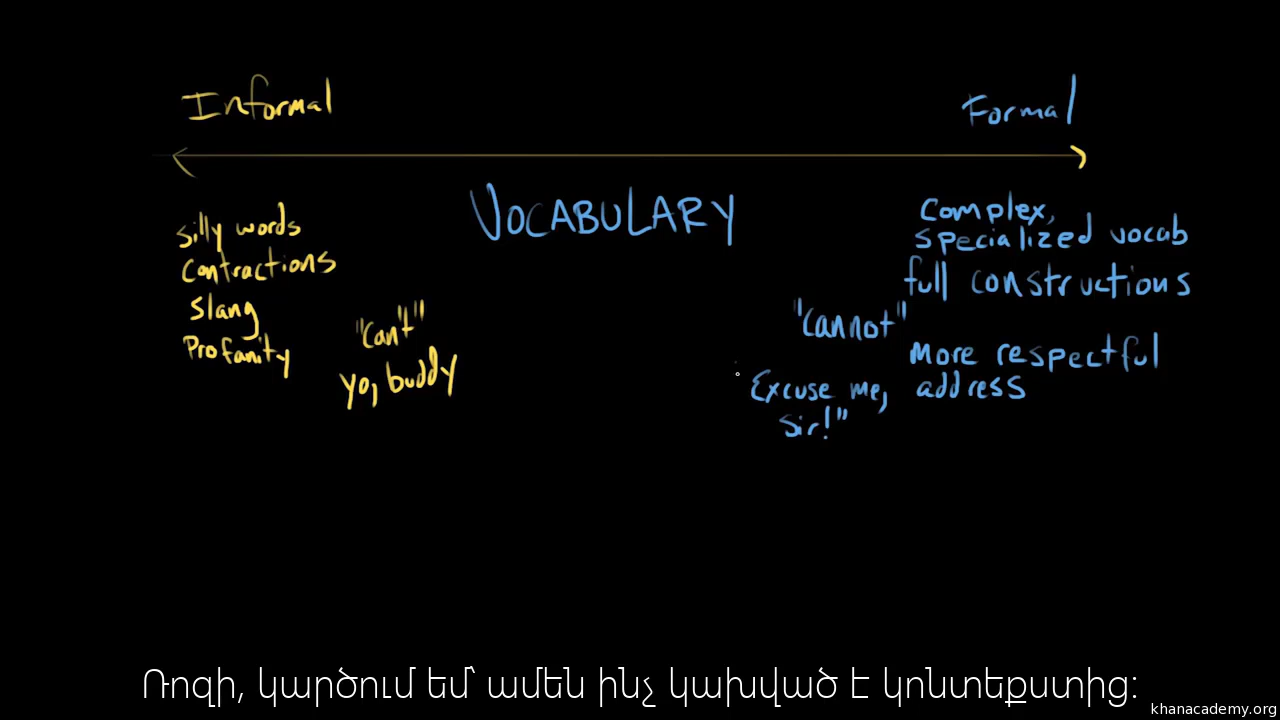 Informal
Formal
VOCABULARY
silly words
contractions
slang
Profanity
"Can't"
yo, buddy
Complex,
specialized vocab
full constructions
"Cannot"
More respectful
address
Excuse me,
sir!"
Ռոզի, կարծում եմ՝ ամեն ինչ կախված է կոնտեքստից:
khanacademy.org